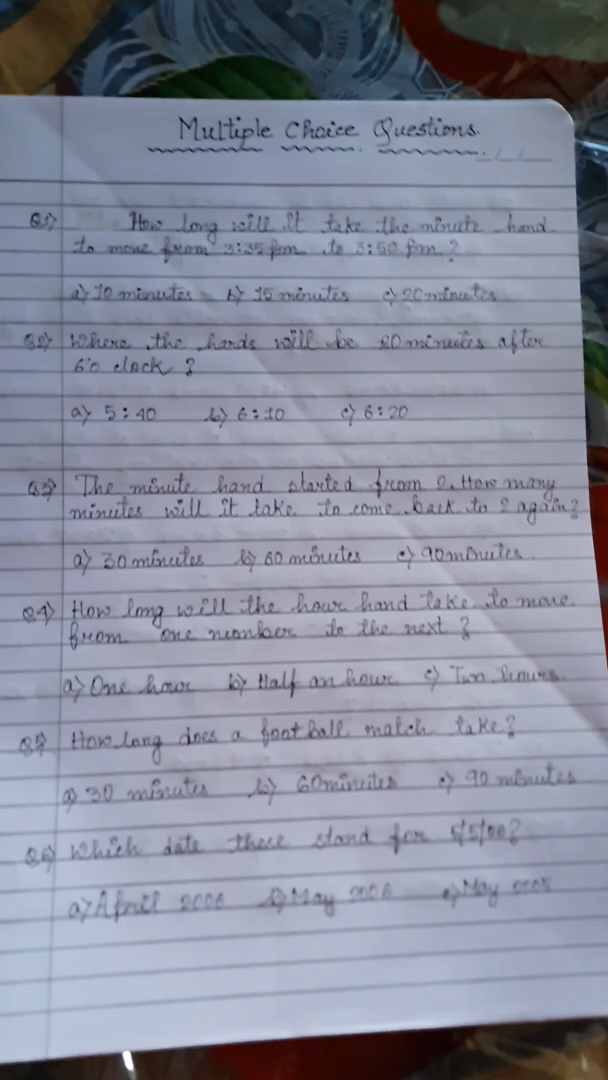 Multiple Choice Questions.
Q1) How long will it take the minute hand
to move from 3:35 pm to 3:50 pm?
a) 10 minutes b) 15 minutes c) 20 minutes
Q2) Where the hands will be 20 minutes after
6'o clock?
a) 5:40 b) 6:10 c) 6:20
Q3) The minute hand started from 2. How many
minutes will it take to come back to 2 again?
a) 30 minutes b) 60 minutes c) 90 minutes
Q4) How long will the hour hand take to move
from one number to the next?
a) One hour b) Half an hour c) Two hours
Q5) How long does a football match take?
a) 30 minutes b) 60 minutes c) 90 minutes
Q6) Which date these stand for
a) April 2006 b) May 2006 c) May